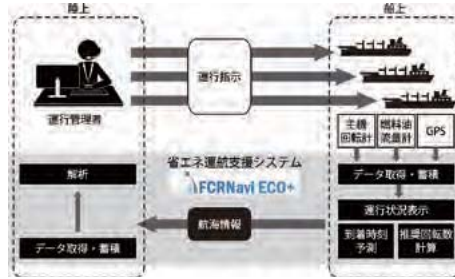 陸上
船上
運行管理者
運行指示
主機
回転計
燃料油
流量計
GPS
省エネ運航支援システム
FCRNavi ECO+
解析
データ取得・蓄積
データ取得・蓄積
運行状況表示
航海情報
到着時刻
予測
推奨回転数
計算